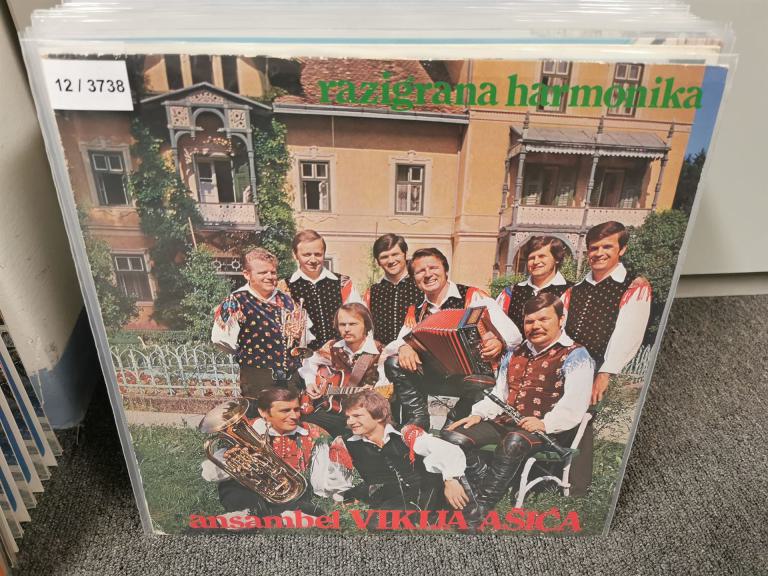 12 / 3738
razigrana harmonika
ansambel VIKIJA AŠIČA